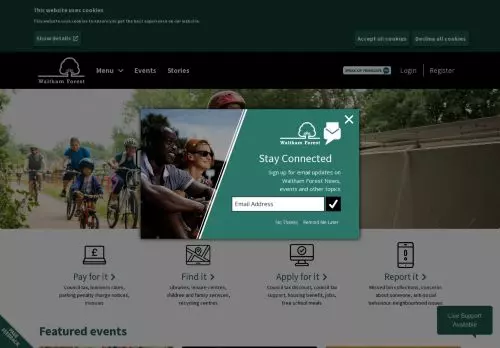 This website uses cookies
This website uses cookies to ensure you get the best experience on our website.
Show details
Accept all cookies
Decline all cookies
Waltham Forest
Menu
Events
Stories
Login
Register
Waltham Forest
Stay Connected
Sign up for email updates on
Waltham Forest News,
events and other topics
Email Address
No Thanks
Remind Me Later
Pay for it
Council tax, business rates,
parking penalty charge notices,
invoices
Find it
Libraries, leisure centres,
children and family services,
recycling centres
Apply for it
Council tax discount, council tax
support, housing benefit, jobs,
free school meals
Report it
Missed bin collections, concerns
about someone, anti-social
behaviour, neighbourhood issues
Live Support
Available
Featured events